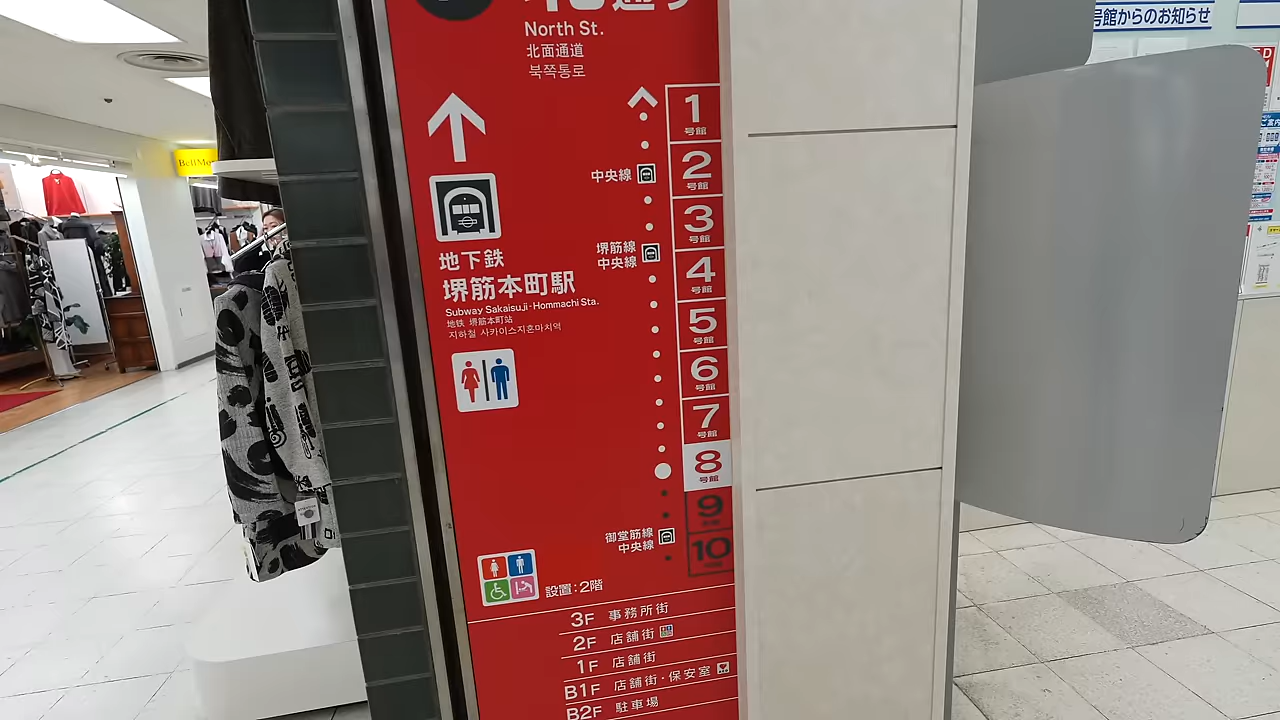 North St.
北面通道
북쪽통로
地下鉄
堺筋本町駅
Subway Sakaisuji-Hommachi Sta.
地铁 堺筋本町站
지하철 사카이스지혼마치역
1
号館
2
号館
中央線
3
号館
堺筋線
中央線
4
号館
5
号館
6
号館
7
号館
8
号館
9
号館
御堂筋線
中央線
10
設置:2階
3F 事務所街
2F 店舗街
1F 店舗街
B1F 店舗街・保安室
B2F 駐車場
号館からのお知らせ